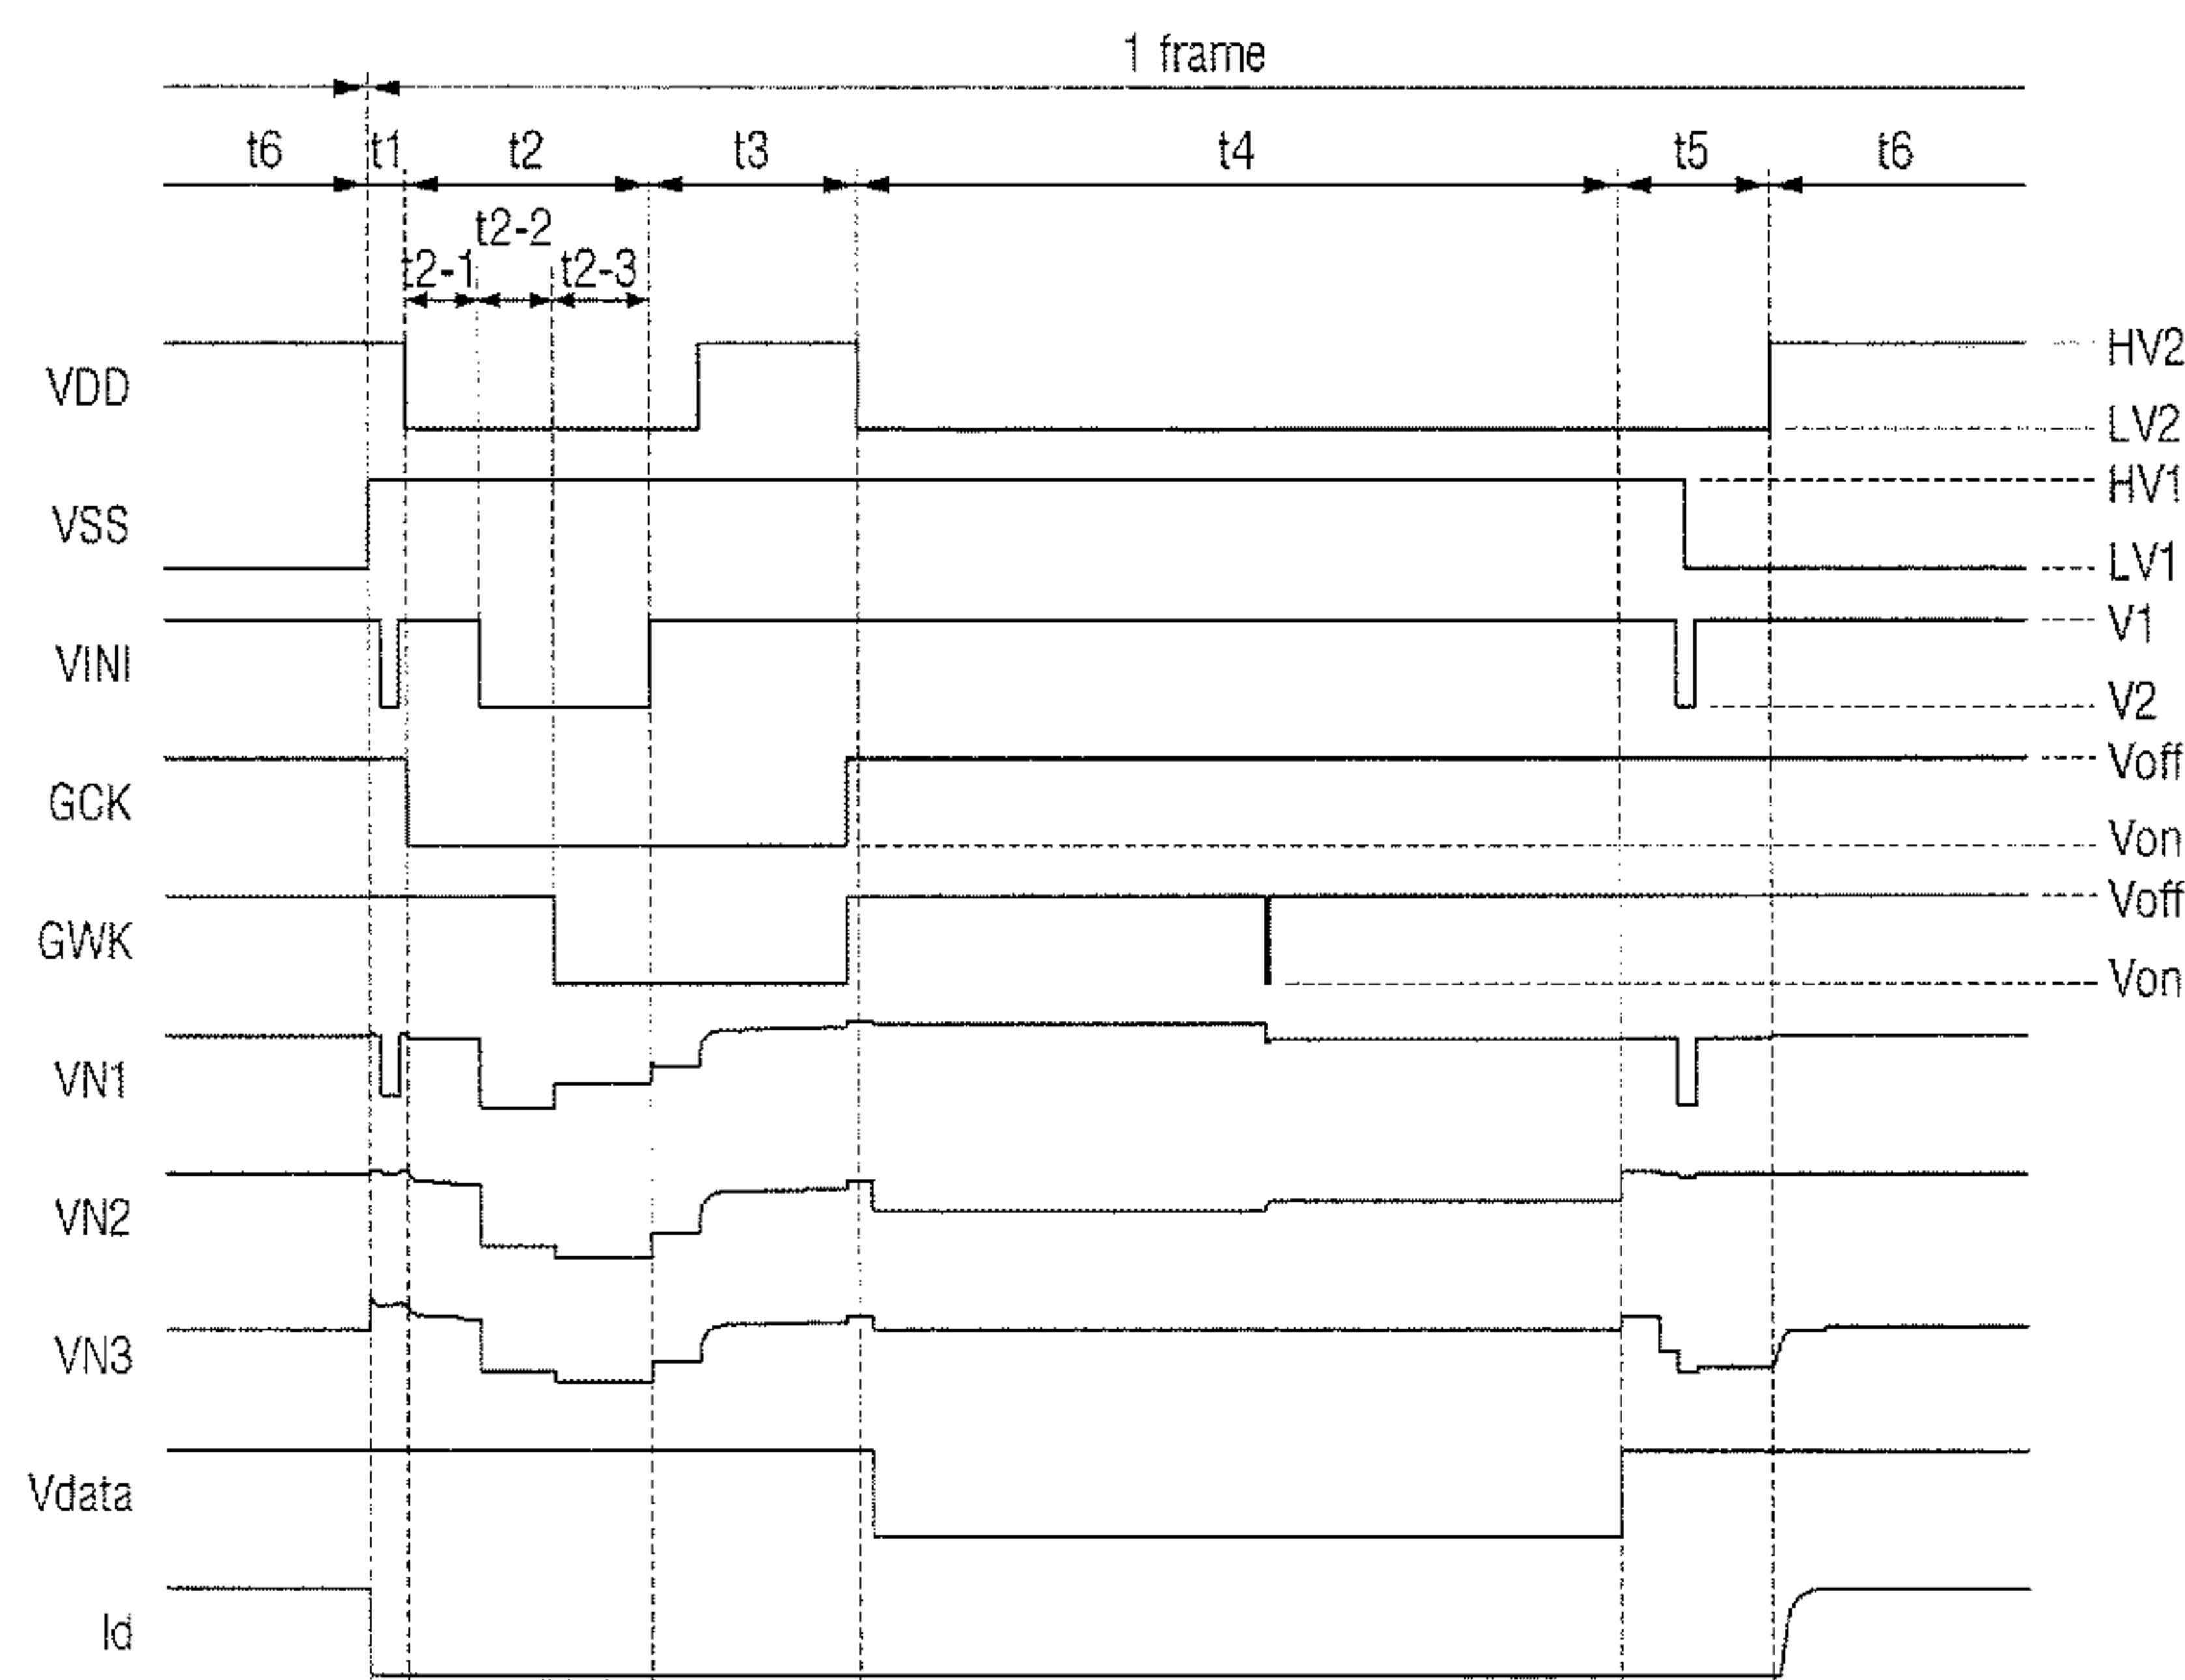 1 frame
t6 t1 t2 t3 t4 t5 t6
t2-2
t2-1 t2-3
VDD HV2
LV2
VSS HV1
LV1
VINI V1
V2
GCK Voff
Von
GWK Voff
Von
VN1
VN2
VN3
Vdata
Id